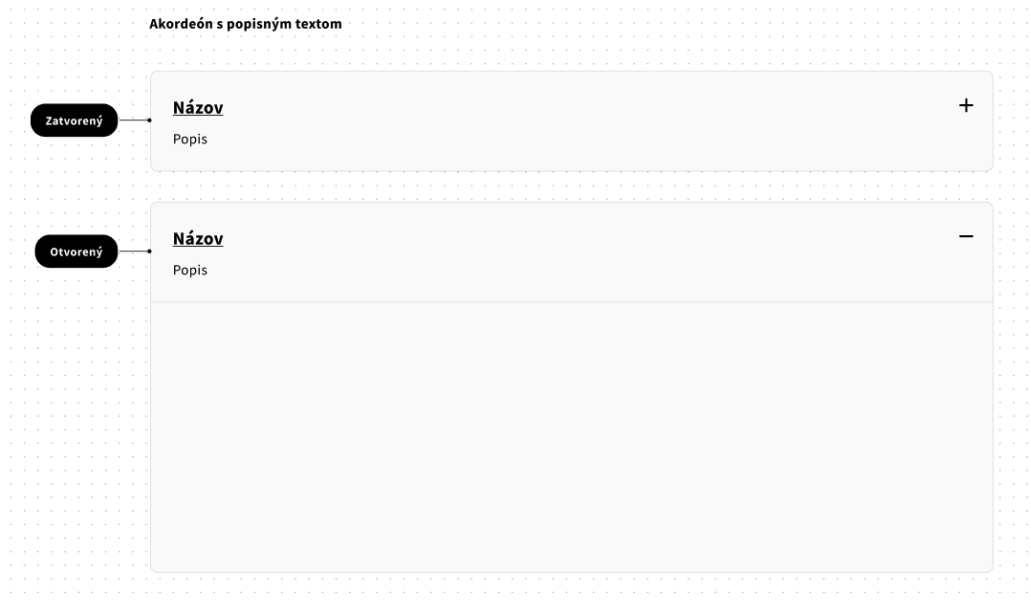 Akordeón s popisným textom
Zatvorený
Názov
Popis
Otvorený
Názov
Popis